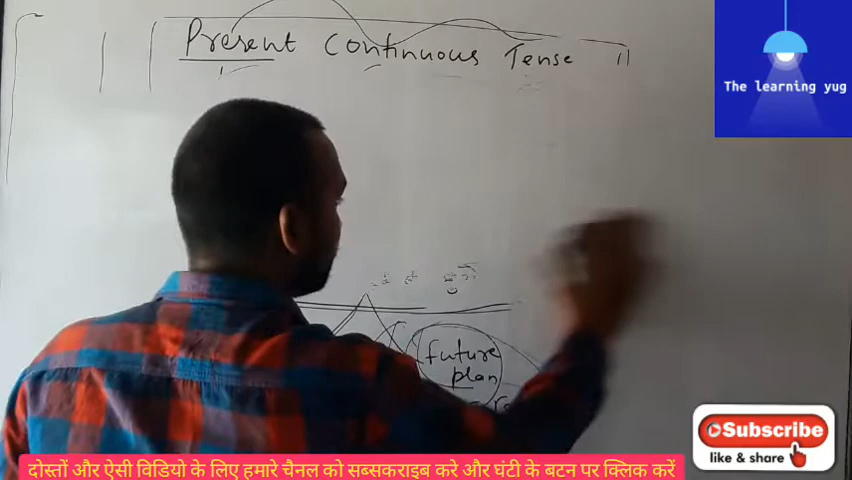 Present Continuous Tense
The learning yug
future
plan
Subscribe
like & share
दोस्तों और ऐसी विडियो के लिए हमारे चैनल को सब्सकराइब करे और घंटी के बटन पर क्लिक करें